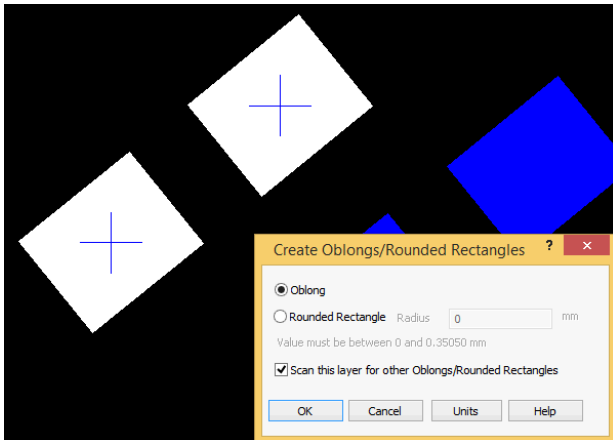 Create Oblongs/Rounded Rectangles ? ×
Oblong
Rounded Rectangle Radius 0 mm
Value must be between 0 and 0.35050 mm
Scan this layer for other Oblongs/Rounded Rectangles
OK Cancel Units Help